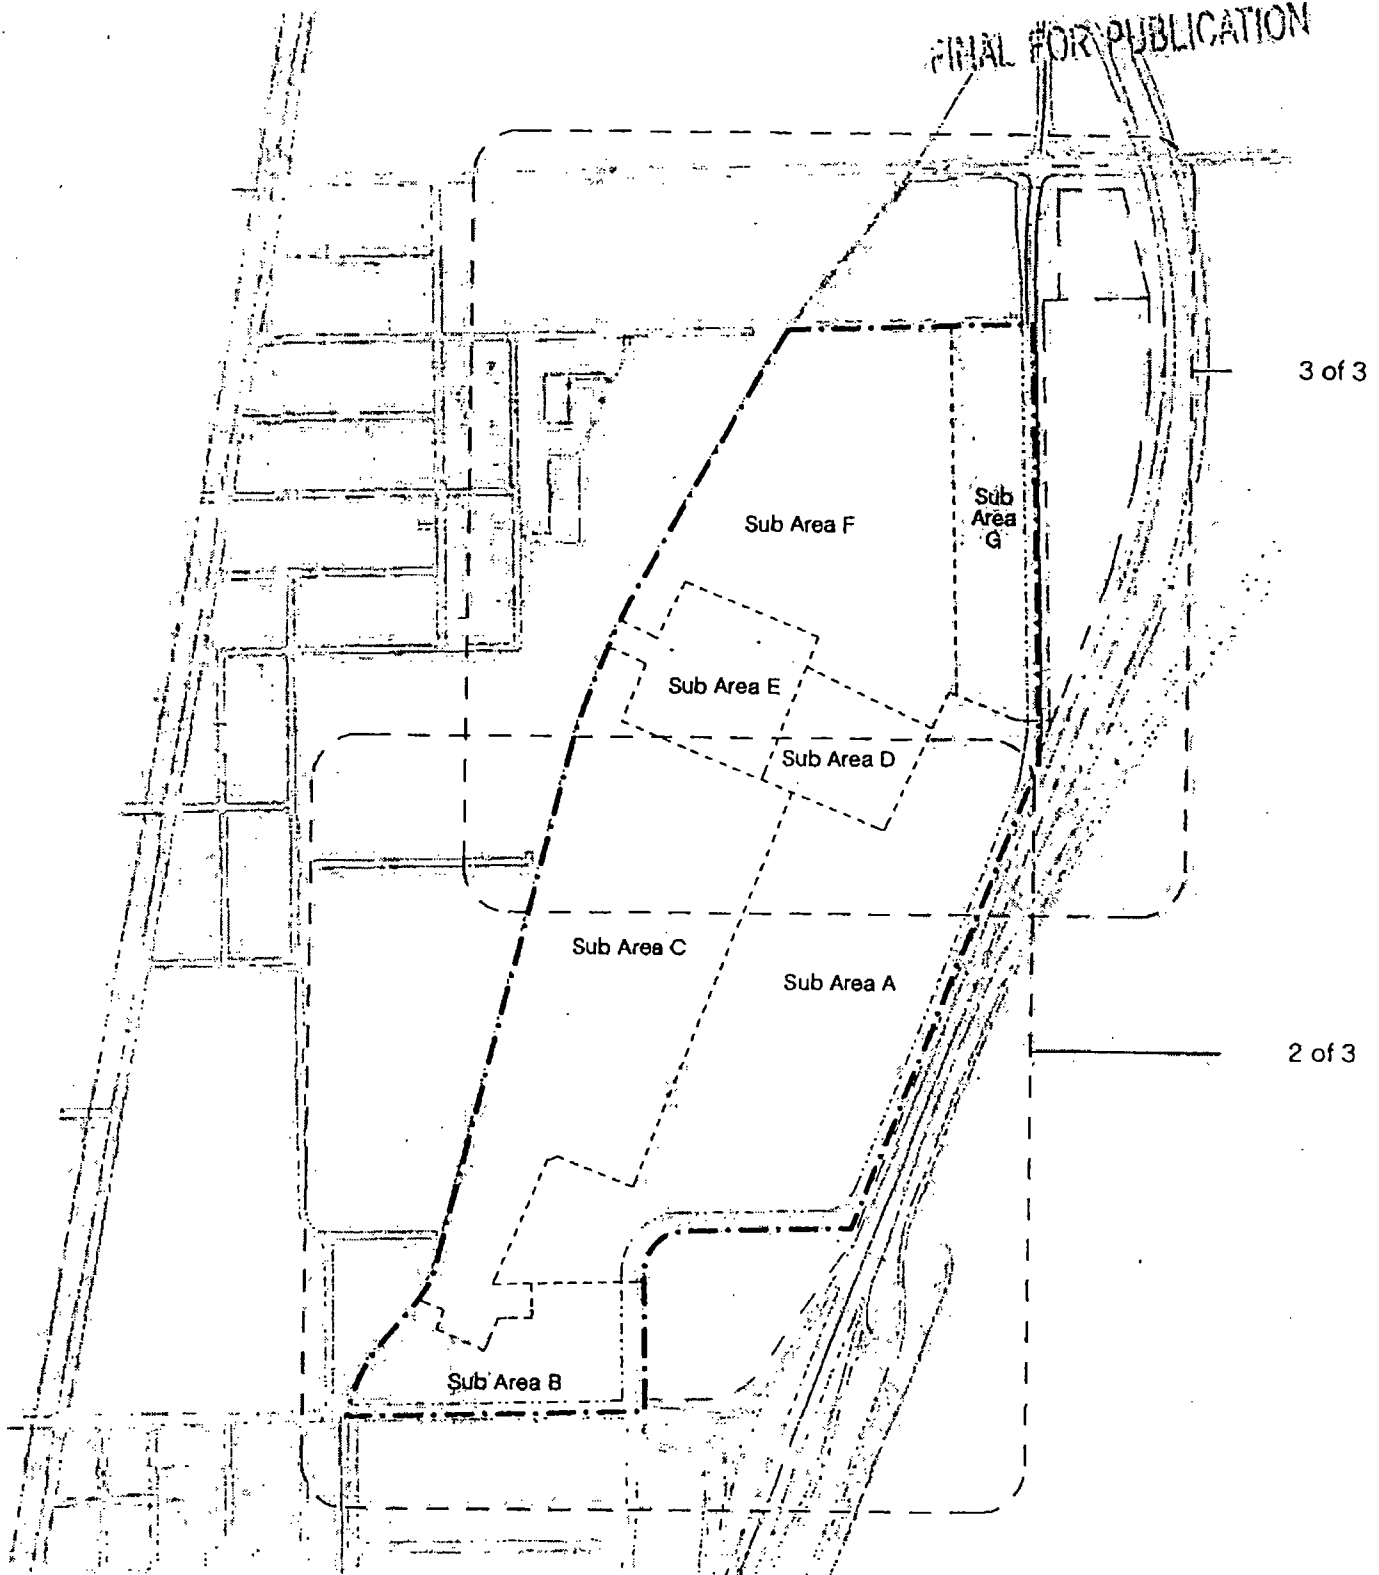 FINAL FOR PUBLICATION
3 of 3
Sub Area F
Sub
Area
G
Sub Area E
Sub Area D
Sub Area C
Sub Area A
2 of 3
Sub Area B